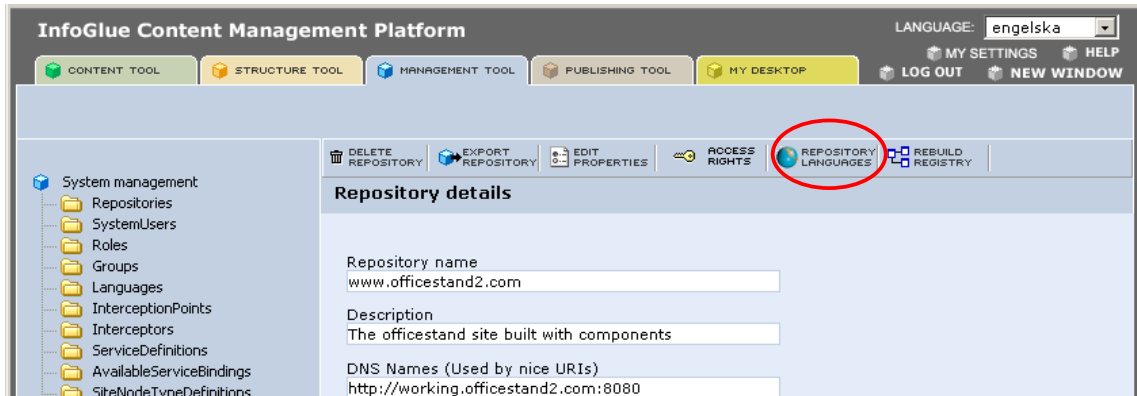 InfoGlue Content Management Platform
LANGUAGE: engelska
MY SETTINGS HELP
LOG OUT NEW WINDOW
CONTENT TOOL STRUCTURE TOOL MANAGEMENT TOOL PUBLISHING TOOL MY DESKTOP
DELETE REPOSITORY EXPORT REPOSITORY EDIT PROPERTIES ACCESS RIGHTS REPOSITORY LANGUAGES REBUILD REGISTRY
System management
Repositories
SystemUsers
Roles
Groups
Languages
InterceptionPoints
Interceptors
ServiceDefinitions
AvailableServiceBindings
SiteNodeTypeDefinitions
Repository details
Repository name
www.officestand2.com
Description
The officestand site built with components
DNS Names (Used by nice URIs)
http://working.officestand2.com:8080